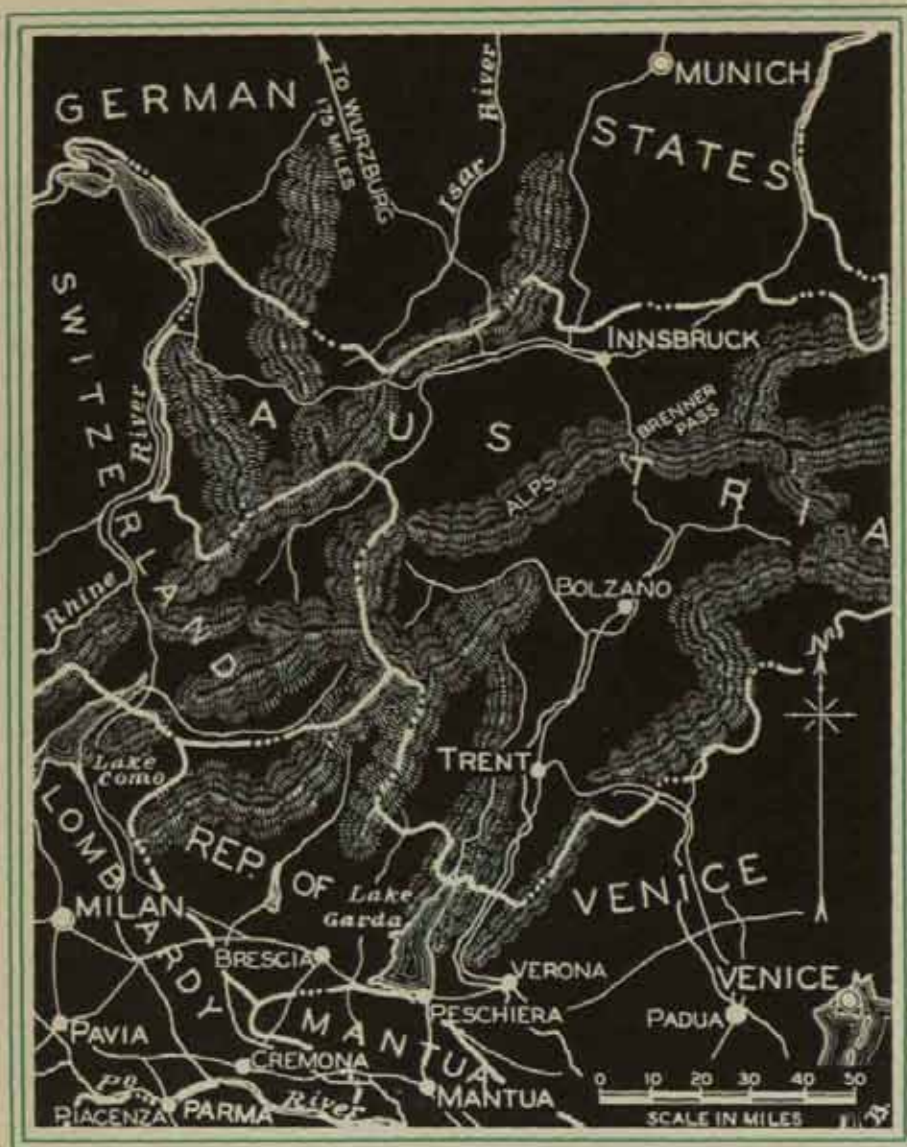 GERMAN
STATES
MUNICH
TO WURZBURG
175 MILES
Isar River
SWITZERLAND
River
Rhine
AUSTRIA
INNSBRUCK
BRENNER
PASS
ALPS
BOLZANO
N
TRENT
Lake
Como
LOMBARDY
REP. OF VENICE
Lake
Garda
MILAN
BRESCIA
VERONA
VENICE
PESCHIERA
PADUA
MANTUA
PAVIA
CREMONA
MANTUA
Po River
PIACENZA
PARMA
0 10 20 30 40 50
SCALE IN MILES